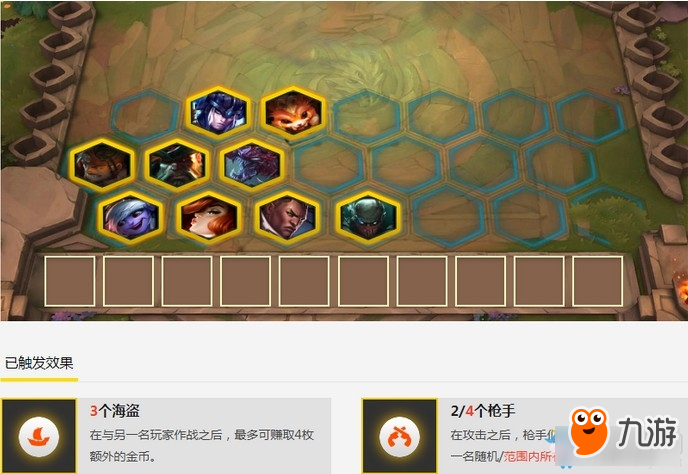 已触发效果
3个海盗
在与另一名玩家作战之后，最多可赚取4枚
额外的金币。
2/4个枪手
在攻击之后，枪手
一名随机/范围内所
九游